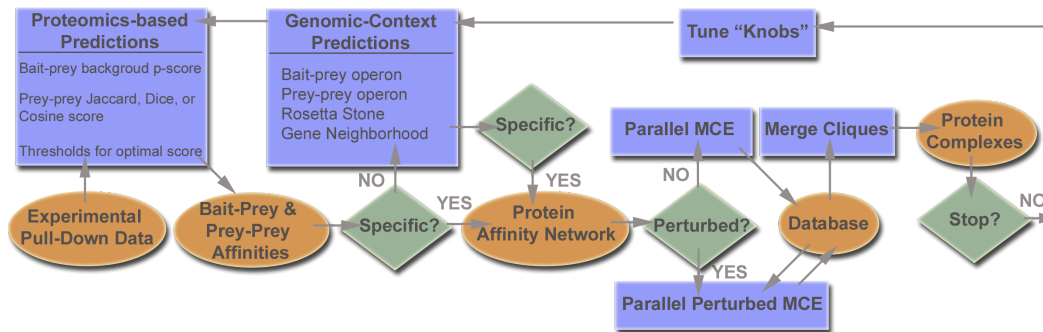 Proteomics-based
Predictions
Bait-prey backgroud p-score
Prey-prey Jaccard, Dice, or
Cosine score
Thresholds for optimal score
Genomic-Context
Predictions
Bait-prey operon
Prey-prey operon
Rosetta Stone
Gene Neighborhood
Tune “Knobs”
Specific?
Parallel MCE
Merge Cliques
Protein
Complexes
NO
YES
NO
NO
Experimental
Pull-Down Data
Bait-Prey &
Prey-Prey
Affinities
Specific?
YES
Protein
Affinity Network
Perturbed?
Database
Stop?
YES
Parallel Perturbed MCE